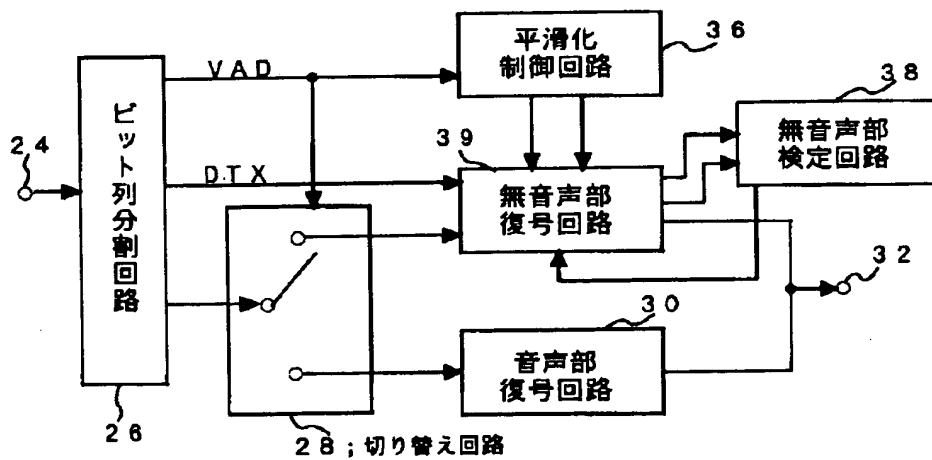 平滑化
制御回路
36
VAD
38
無音声部
検定回路
24
ビット列分割回路
39
DTX
無音声部
復号回路
32
30
音声部
復号回路
26
28;切り替え回路